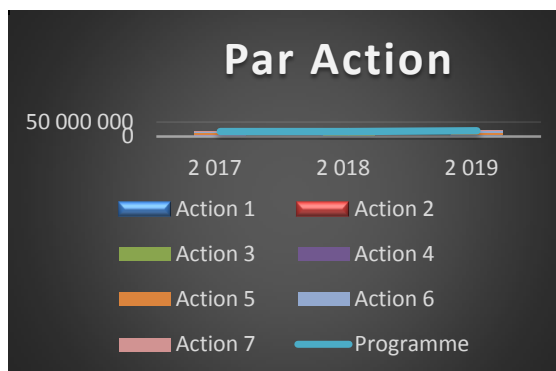 Par Action
50 000 000
0
2 017 2 018 2 019
Action 1 Action 2
Action 3 Action 4
Action 5 Action 6
Action 7 Programme